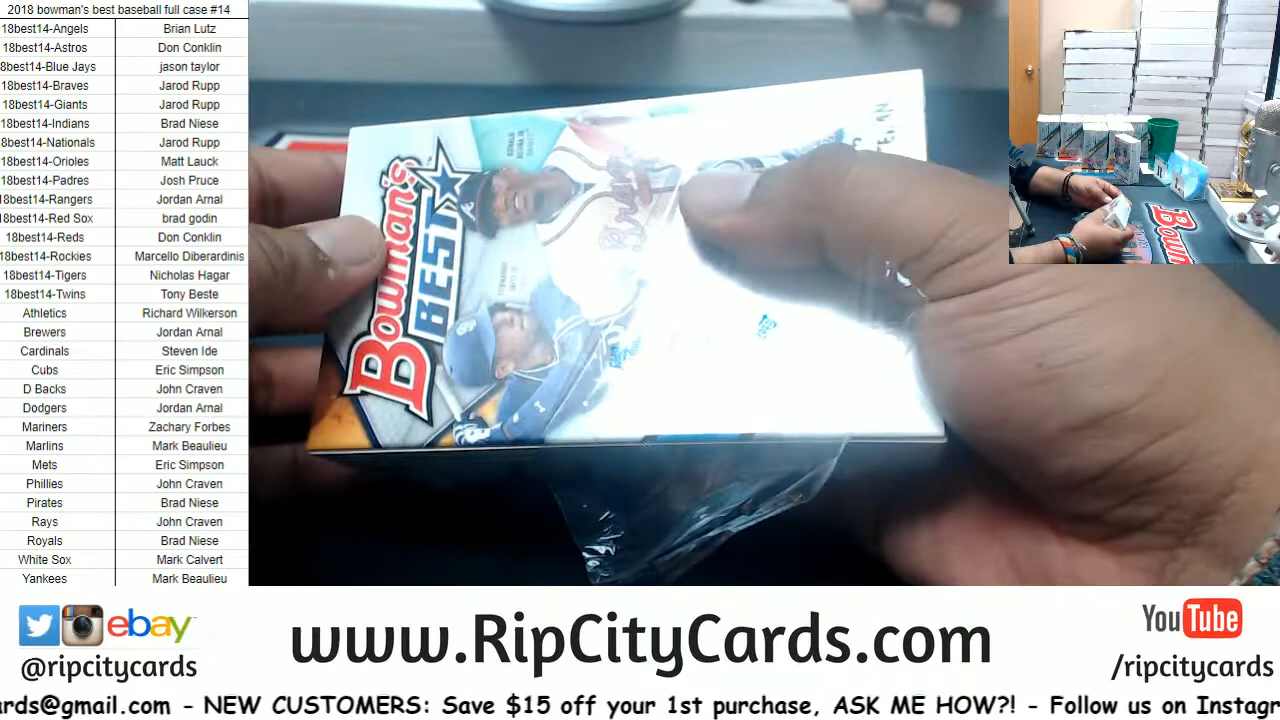 2018 bowman's best baseball full case #14
18best14-Angels Brian Lutz
18best14-Astros Don Conklin
8best14-Blue Jays jason taylor
18best14-Braves Jarod Rupp
18best14-Giants Jarod Rupp
18best14-Indians Brad Niese
8best14-Nationals Jarod Rupp
18best14-Orioles Matt Lauck
18best14-Padres Josh Pruce
18best14-Rangers Jordan Arnal
18best14-Red Sox brad godin
18best14-Reds Don Conklin
18best14-Rockies Marcello Diberardinis
18best14-Tigers Nicholas Hagar
18best14-Twins Tony Beste
Athletics Richard Wilkerson
Brewers Jordan Arnal
Cardinals Steven Ide
Cubs Eric Simpson
D Backs John Craven
Dodgers Jordan Arnal
Mariners Zachary Forbes
Marlins Mark Beaulieu
Mets Eric Simpson
Phillies John Craven
Pirates Brad Niese
Rays John Craven
Royals Brad Niese
White Sox Mark Calvert
Yankees Mark Beaulieu
Bowman's
BEST
ebay
@ripcitycards
www.RipCityCards.com
YouTube
/ripcitycards
ards@gmail.com - NEW CUSTOMERS: Save $15 off your 1st purchase, ASK ME HOW?! - Follow us on Instagr